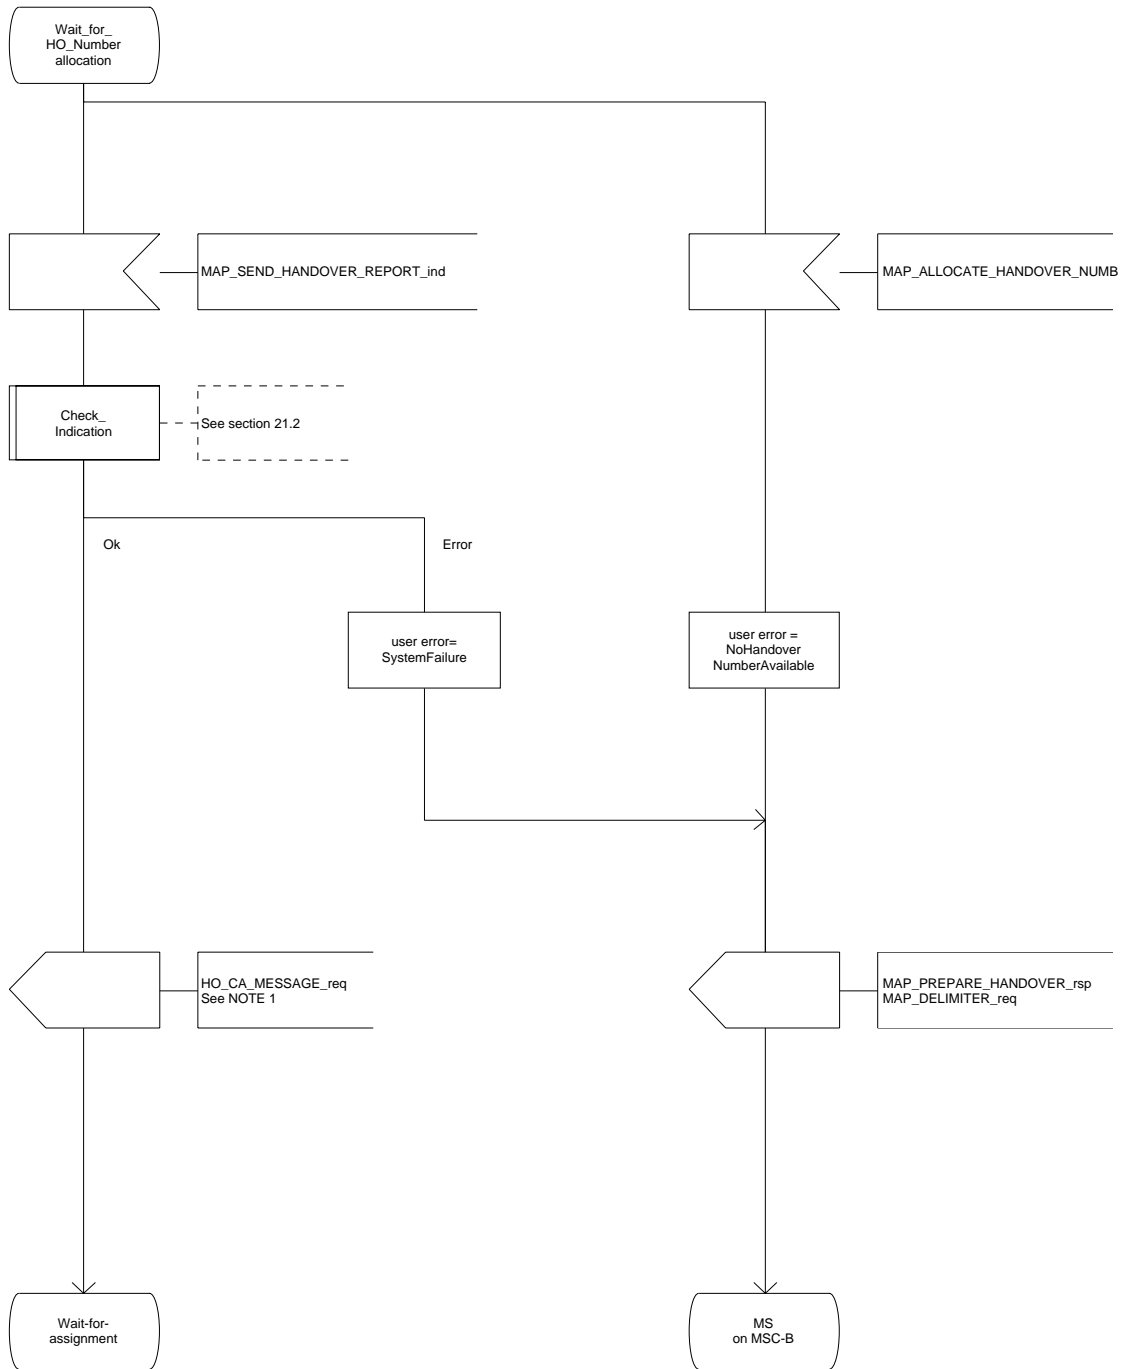 Wait_for_
HO_Number
allocation
MAP_SEND_HANDOVER_REPORT_ind
MAP_ALLOCATE_HANDOVER_NUMB
Check_
Indication
See section 21.2
Ok
Error
user error=
SystemFailure
user error =
NoHandover
NumberAvailable
HO_CA_MESSAGE_req
See NOTE 1
MAP_PREPARE_HANDOVER_rsp
MAP_DELIMITER_req
Wait-for-
assignment
MS
on MSC-B